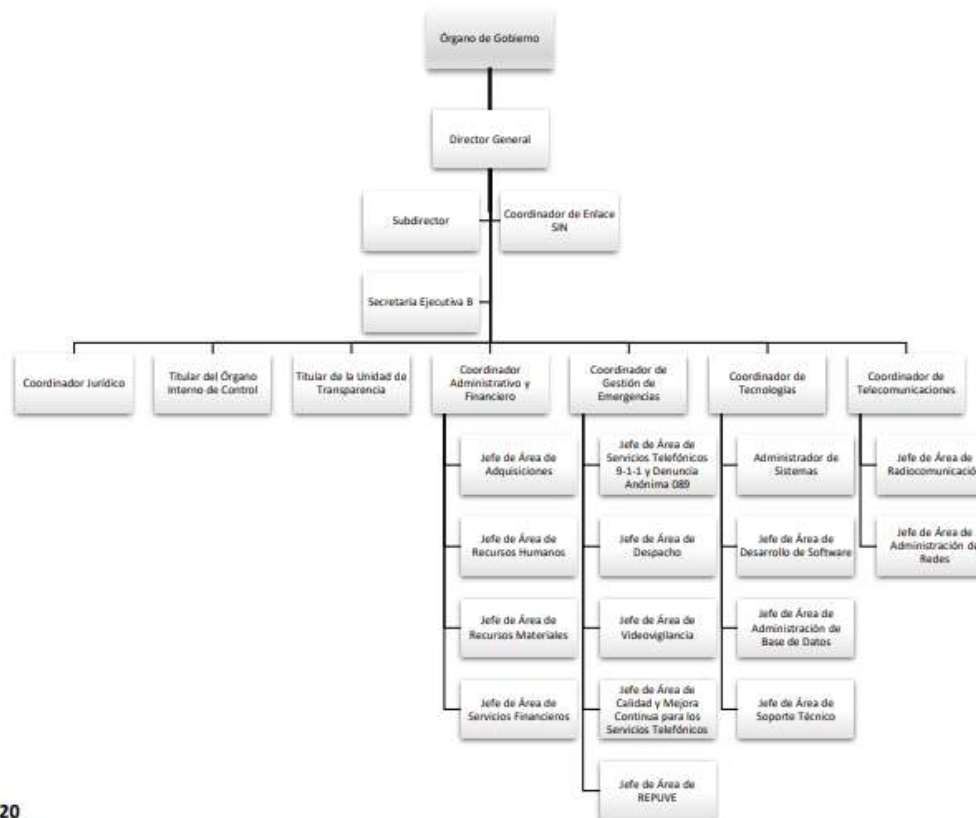 Órgano de Gobierno
Director General
Subdirector
Coordinador de Enlace
SIN
Secretaría Ejecutiva B
Coordinador Jurídico
Titular del Órgano
Interno de Control
Titular de la Unidad de
Transparencia
Coordinador
Administrativo y
Financiero
Coordinador de
Gestión de
Emergencias
Coordinador de
Tecnologías
Coordinador de
Telecomunicaciones
Jefe de Área de
Adquisiciones
Jefe de Área de
Recursos Humanos
Jefe de Área de
Recursos Materiales
Jefe de Área de
Servicios Financieros
Jefe de Área de
Servicios Telefónicos
9-1-1 y Denuncia
Anónima 089
Jefe de Área de
Despacho
Jefe de Área de
Videovigilancia
Jefe de Área de
Calidad y Mejora
Continua para los
Servicios Telefónicos
Jefe de Área de
REPUVE
Administrador de
Sistemas
Jefe de Área de
Desarrollo de Software
Jefe de Área de
Administración de
Base de Datos
Jefe de Área de
Soporte Técnico
Jefe de Área de
Radiocomunicación
Jefe de Área de
Administración de
Redes
20